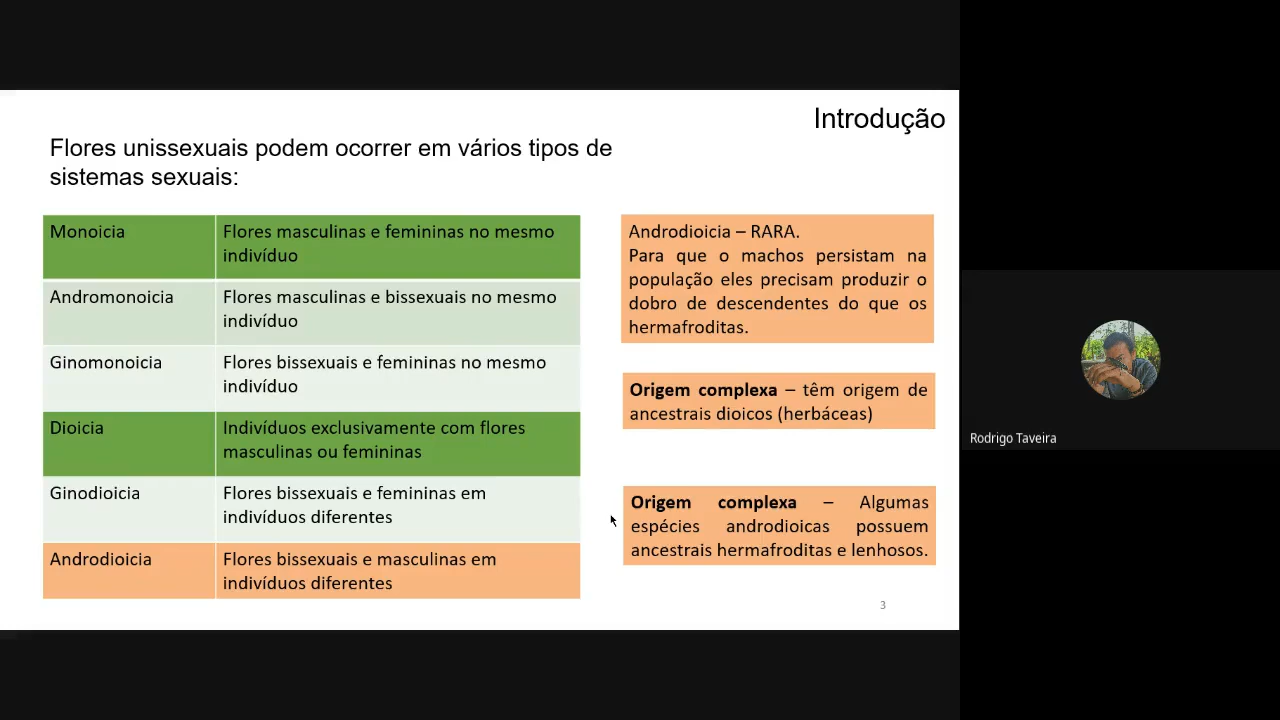 Introdução
Flores unissexuais podem ocorrer em vários tipos de
sistemas sexuais:
Monoicia
Flores masculinas e femininas no mesmo
indivíduo
Andromonoicia
Flores masculinas e bissexuais no mesmo
indivíduo
Ginomonoicia
Flores bissexuais e femininas no mesmo
indivíduo
Dioicia
Indivíduos exclusivamente com flores
masculinas ou femininas
Ginodioicia
Flores bissexuais e femininas em
indivíduos diferentes
Androdioicia
Flores bissexuais e masculinas em
indivíduos diferentes
Androdioicia – RARA.
Para que o machos persistam na
população eles precisam produzir o
dobro de descendentes do que os
hermafroditas.
Origem complexa – têm origem de
ancestrais dioicos (herbáceas)
Origem complexa – Algumas
espécies androdioicas possuem
ancestrais hermafroditas e lenhosos.
3
Rodrigo Taveira